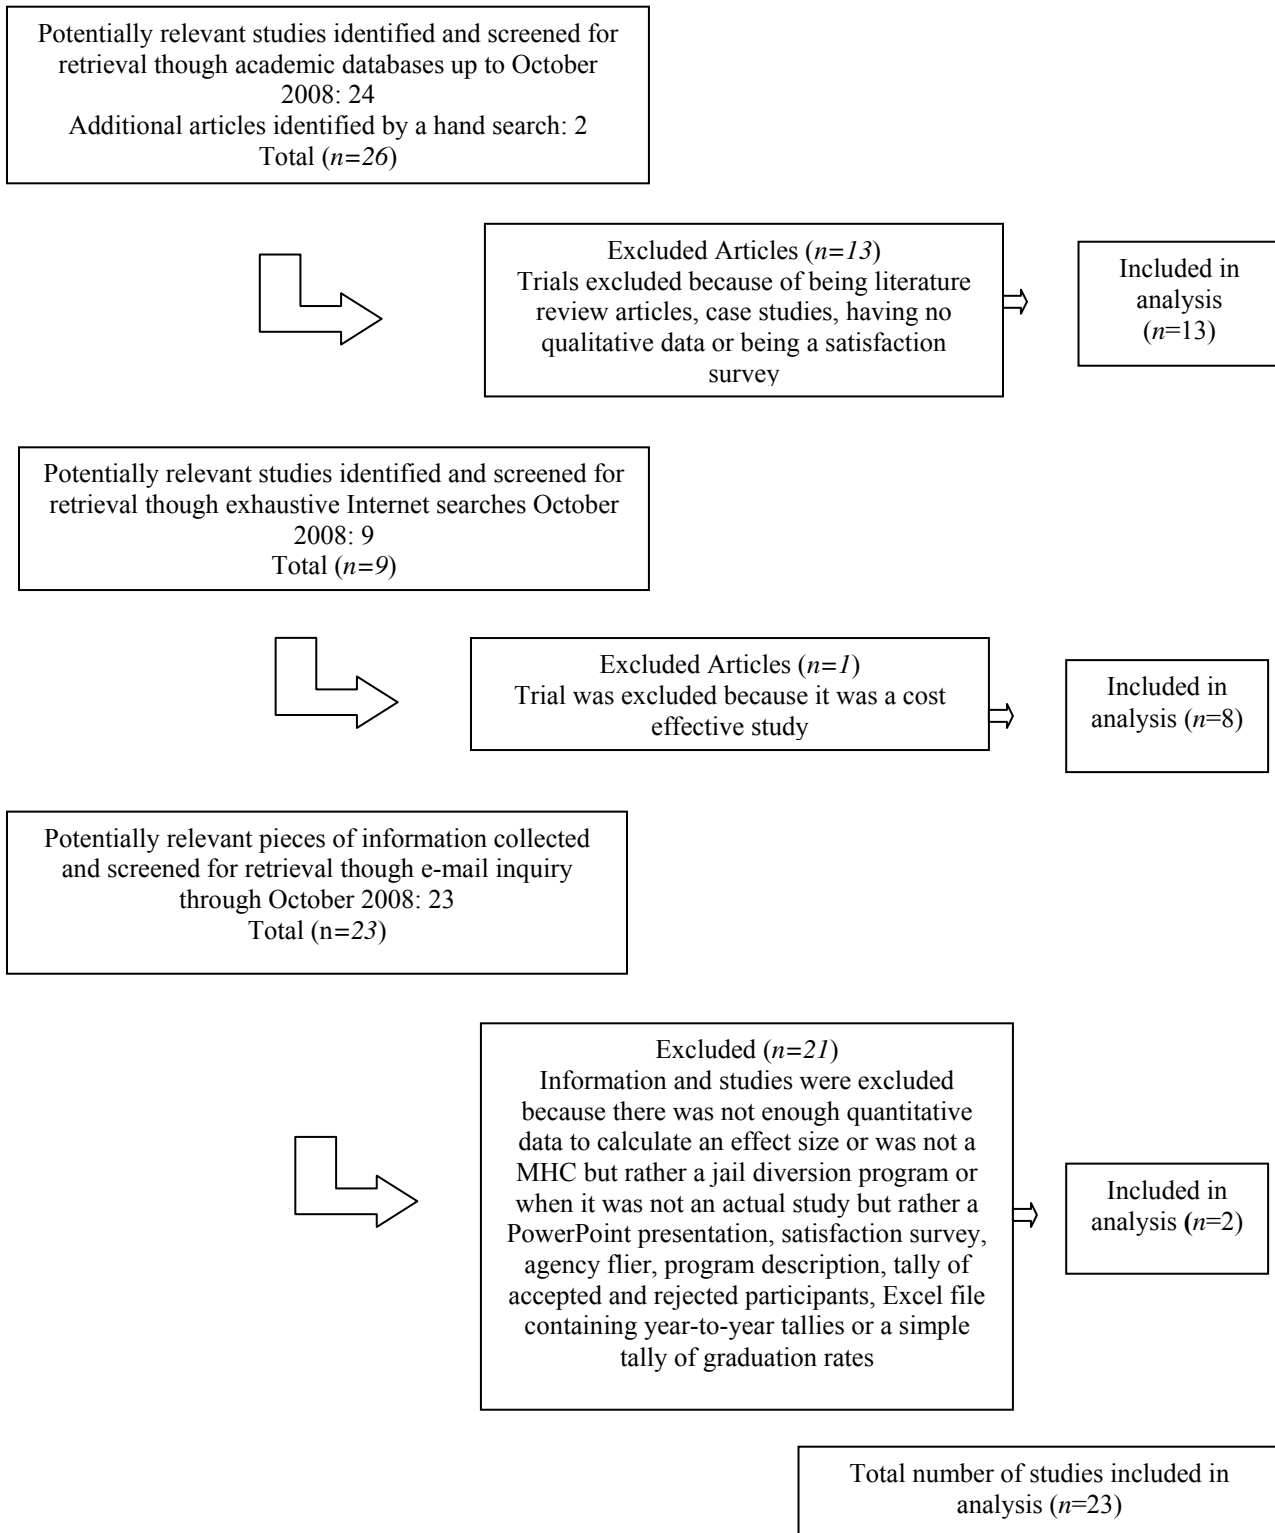 Potentially relevant studies identified and screened for
retrieval though academic databases up to October
2008: 24
Additional articles identified by a hand search: 2
Total (n=26)
Excluded Articles (n=13)
Trials excluded because of being literature
review articles, case studies, having no
qualitative data or being a satisfaction
survey
Included in
analysis
(n=13)
Potentially relevant studies identified and screened for
retrieval though exhaustive Internet searches October
2008: 9
Total (n=9)
Excluded Articles (n=1)
Trial was excluded because it was a cost
effective study
Included in
analysis (n=8)
Potentially relevant pieces of information collected
and screened for retrieval though e-mail inquiry
through October 2008: 23
Total (n=23)
Excluded (n=21)
Information and studies were excluded
because there was not enough quantitative
data to calculate an effect size or was not a
MHC but rather a jail diversion program or
when it was not an actual study but rather a
PowerPoint presentation, satisfaction survey,
agency flier, program description, tally of
accepted and rejected participants, Excel file
containing year-to-year tallies or a simple
tally of graduation rates
Included in
analysis (n=2)
Total number of studies included in
analysis (n=23)